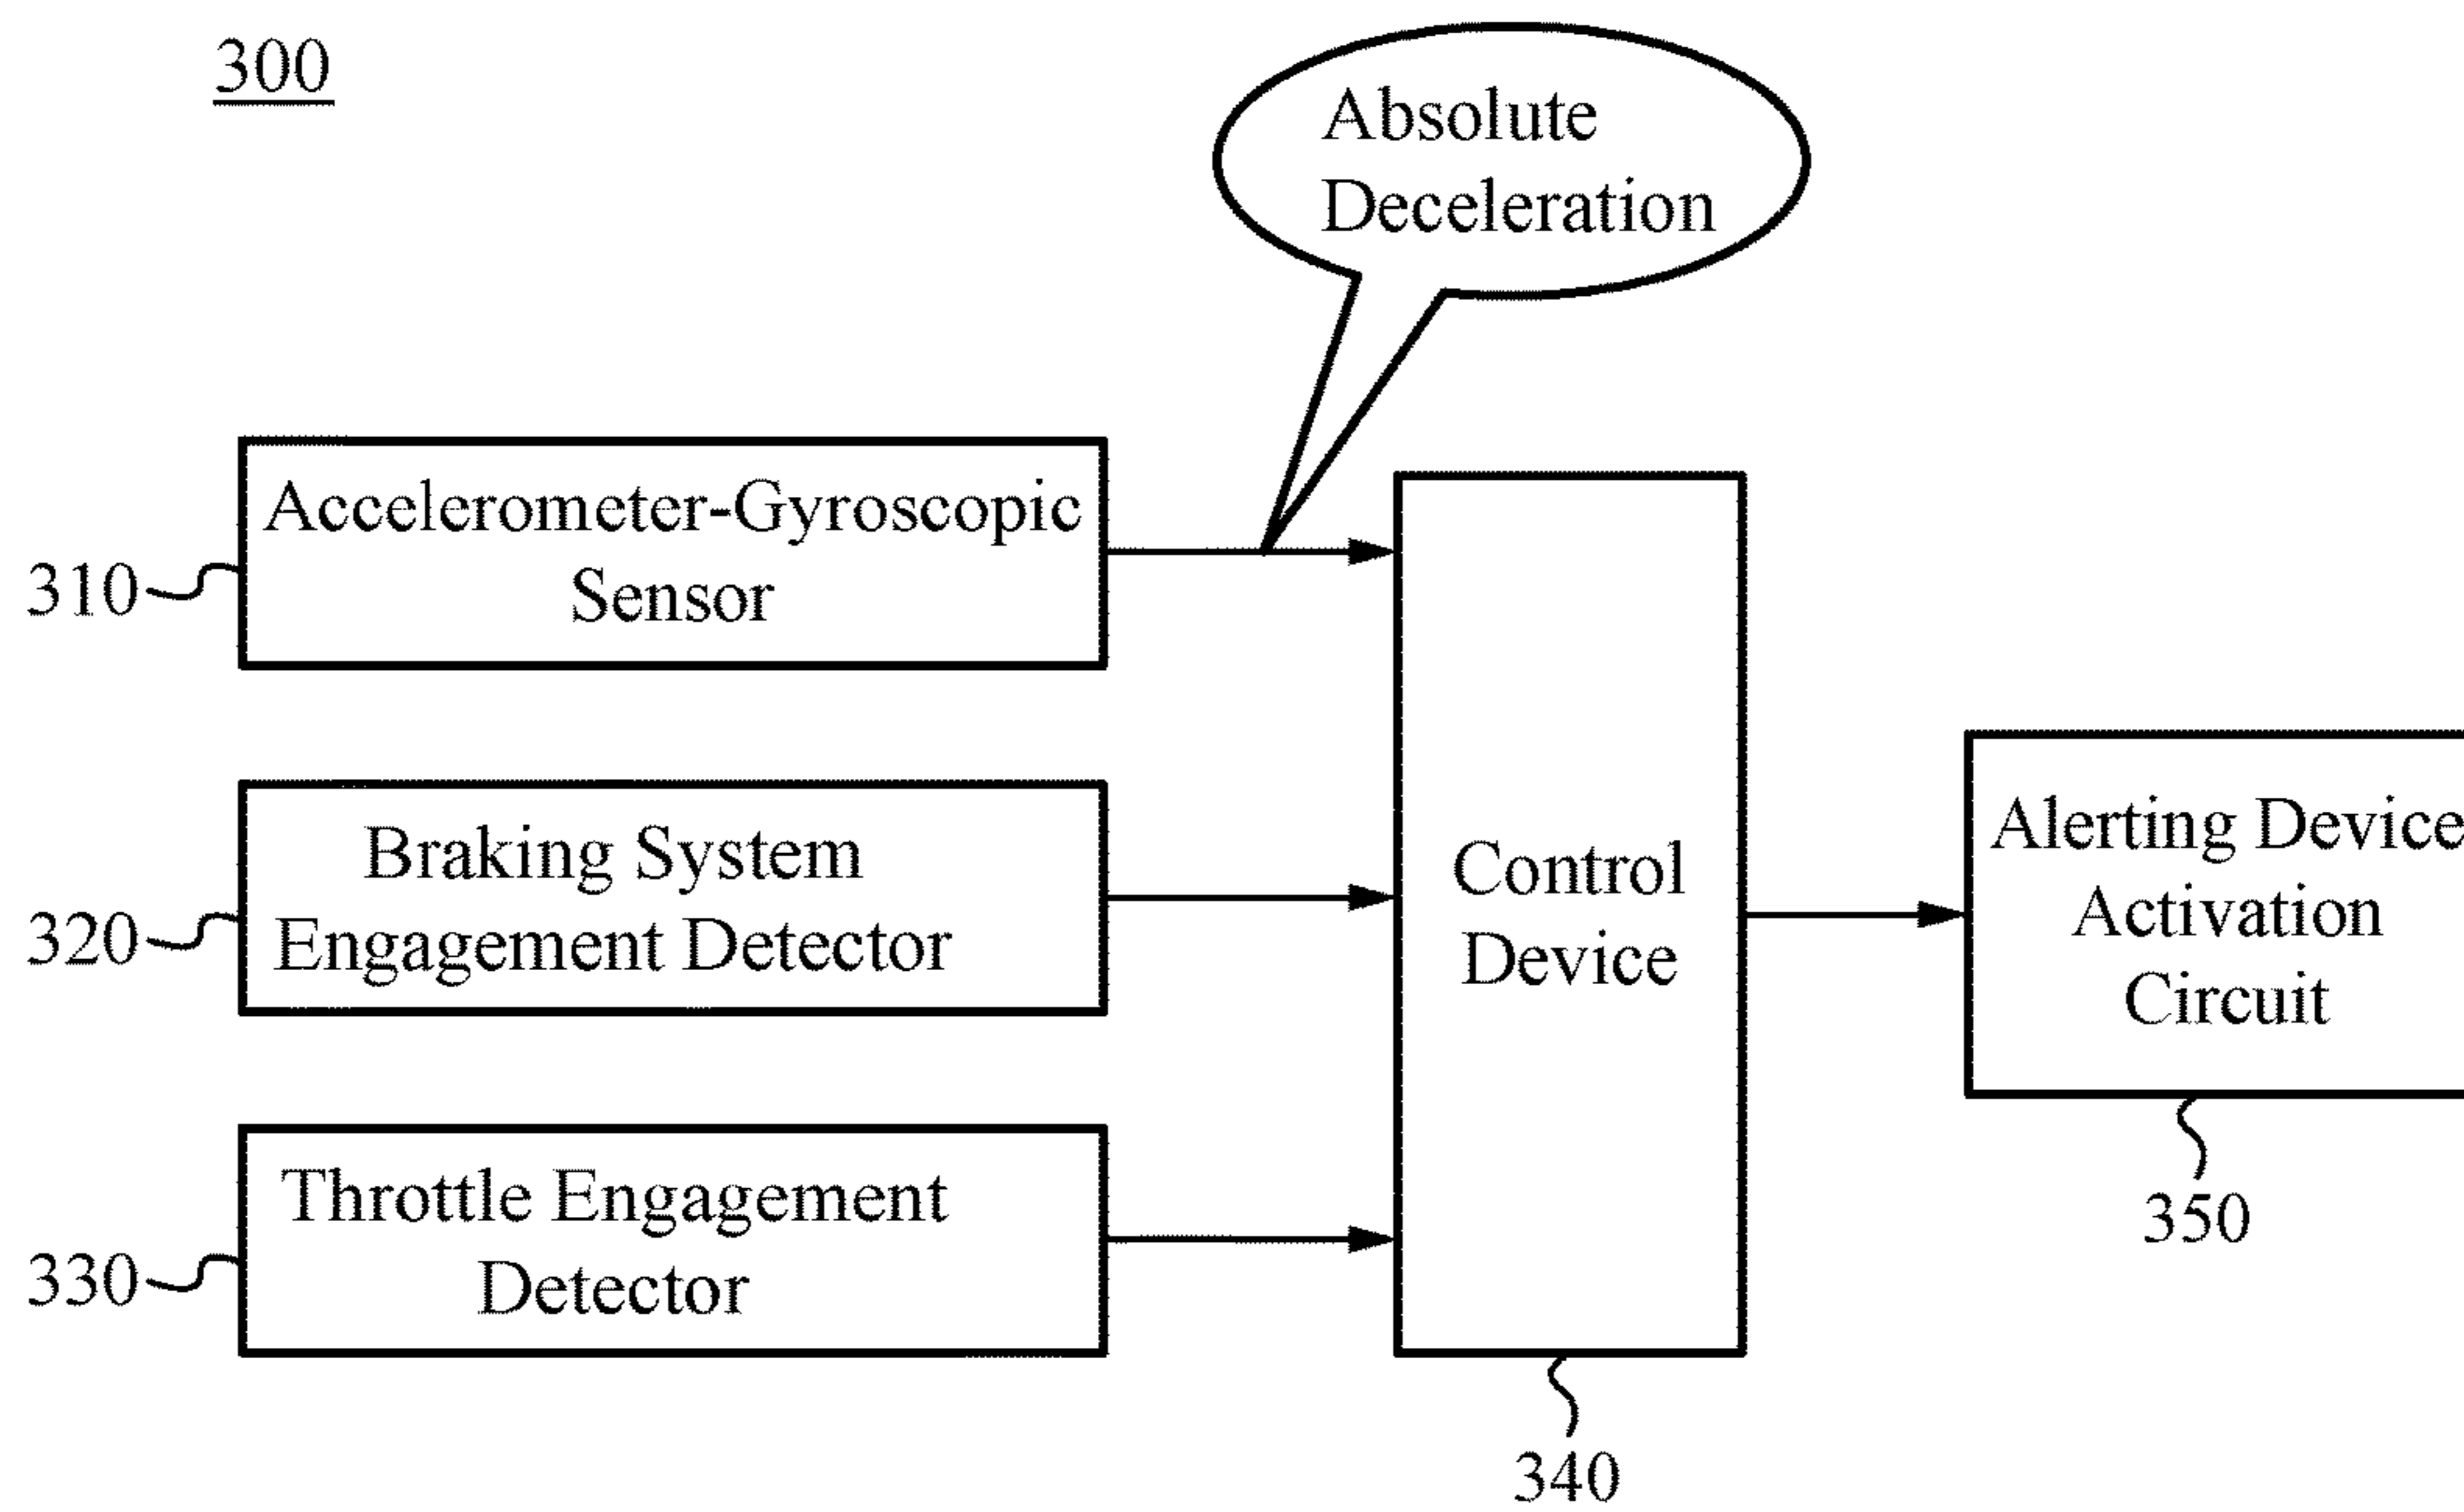 300
Absolute
Deceleration
Accelerometer-Gyroscopic
Sensor
310
Braking System
Engagement Detector
320
Throttle Engagement
Detector
330
Control
Device
340
Alerting Device
Activation
Circuit
350